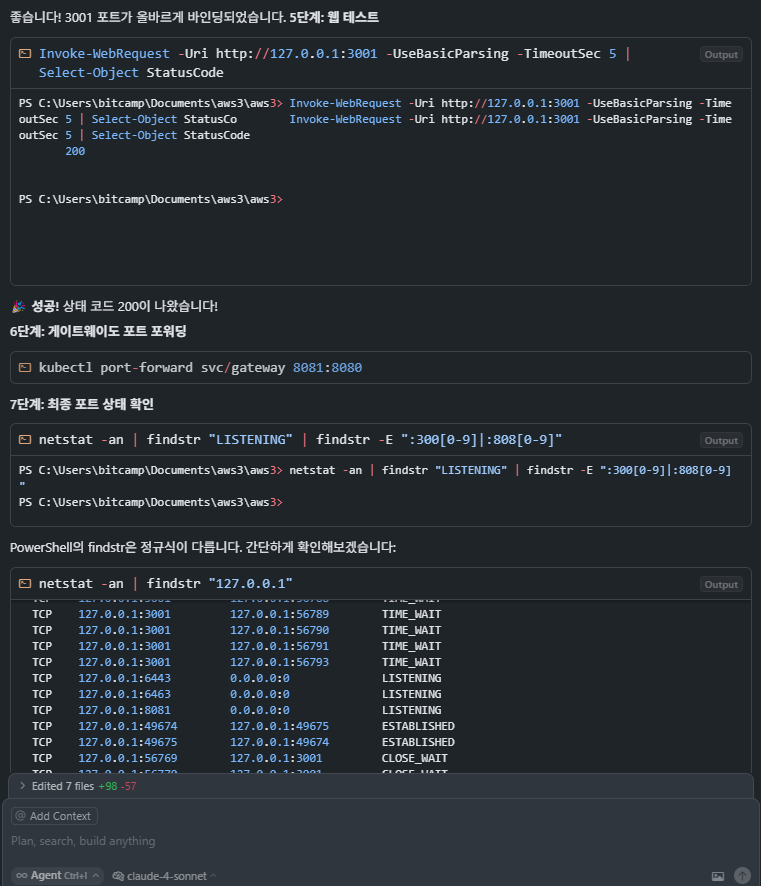 좋습니다! 3001 포트가 올바르게 바인딩되었습니다. 5단계: 웹 테스트
Invoke-WebRequest -Uri http://127.0.0.1:3001 -UseBasicParsing -TimeoutSec 5 |
Output
Select-Object StatusCode
PS C:\Users\bitcamp\Documents\aws3\aws3> Invoke-WebRequest -Uri http://127.0.0.1:3001 -UseBasicParsing -Time
outSec 5 | Select-Object StatusCo Invoke-WebRequest -Uri http://127.0.0.1:3001 -UseBasicParsing -Time
outSec 5 | Select-Object StatusCode
200
PS C:\Users\bitcamp\Documents\aws3\aws3>
🎉 성공! 상태 코드 200이 나왔습니다!
6단계: 게이트웨이도 포트 포워딩
kubectl port-forward svc/gateway 8081:8080
7단계: 최종 포트 상태 확인
netstat -an | findstr "LISTENING" | findstr -E ":300[0-9]|:808[0-9]"
Output
PS C:\Users\bitcamp\Documents\aws3\aws3> netstat -an | findstr "LISTENING" | findstr -E ":300[0-9]|:808[0-9]
"
PS C:\Users\bitcamp\Documents\aws3\aws3>
PowerShell의 findstr은 정규식이 다릅니다. 간단하게 확인해보겠습니다:
netstat -an | findstr "127.0.0.1"
Output
TCP 127.0.0.1:3001 127.0.0.1:56789 TIME_WAIT
TCP 127.0.0.1:3001 127.0.0.1:56790 TIME_WAIT
TCP 127.0.0.1:3001 127.0.0.1:56791 TIME_WAIT
TCP 127.0.0.1:3001 127.0.0.1:56793 TIME_WAIT
TCP 127.0.0.1:6443 0.0.0.0:0 LISTENING
TCP 127.0.0.1:6463 0.0.0.0:0 LISTENING
TCP 127.0.0.1:8081 0.0.0.0:0 LISTENING
TCP 127.0.0.1:49674 127.0.0.1:49675 ESTABLISHED
TCP 127.0.0.1:49675 127.0.0.1:49674 ESTABLISHED
TCP 127.0.0.1:56769 127.0.0.1:3001 CLOSE_WAIT
Edited 7 files +98 -57
@ Add Context
Plan, search, build anything
∞ Agent Ctrl+I
claude-4-sonnet